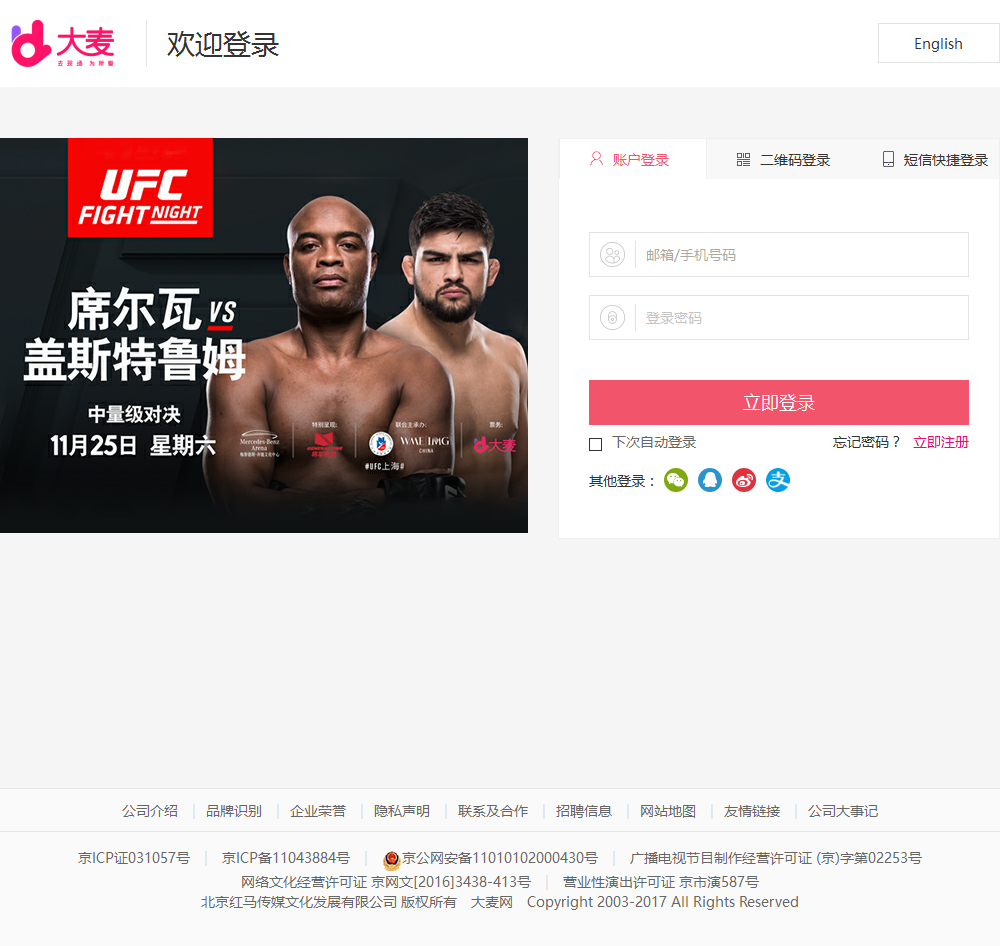 大麦
去现场 为所爱
欢迎登录
English
UFC
FIGHT NIGHT
席尔瓦 VS
盖斯特鲁姆
中量级对决
11月25日 星期六
Mercedes-Benz
Arena
特别呈现:
联合主承办:
WME | IMG
CHINA
票务:
大麦
#UFC上海#
账户登录
二维码登录
短信快捷登录
邮箱/手机号码
登录密码
立即登录
下次自动登录
忘记密码？ 立即注册
其他登录：
公司介绍 | 品牌识别 | 企业荣誉 | 隐私声明 | 联系及合作 | 招聘信息 | 网站地图 | 友情链接 | 公司大事记
京ICP证031057号 | 京ICP备11043884号 | 京公网安备11010102000430号 | 广播电视节目制作经营许可证 (京)字第02253号
网络文化经营许可证 京网文[2016]3438-413号 | 营业性演出许可证 京市演587号
北京红马传媒文化发展有限公司 版权所有 大麦网 Copyright 2003-2017 All Rights Reserved